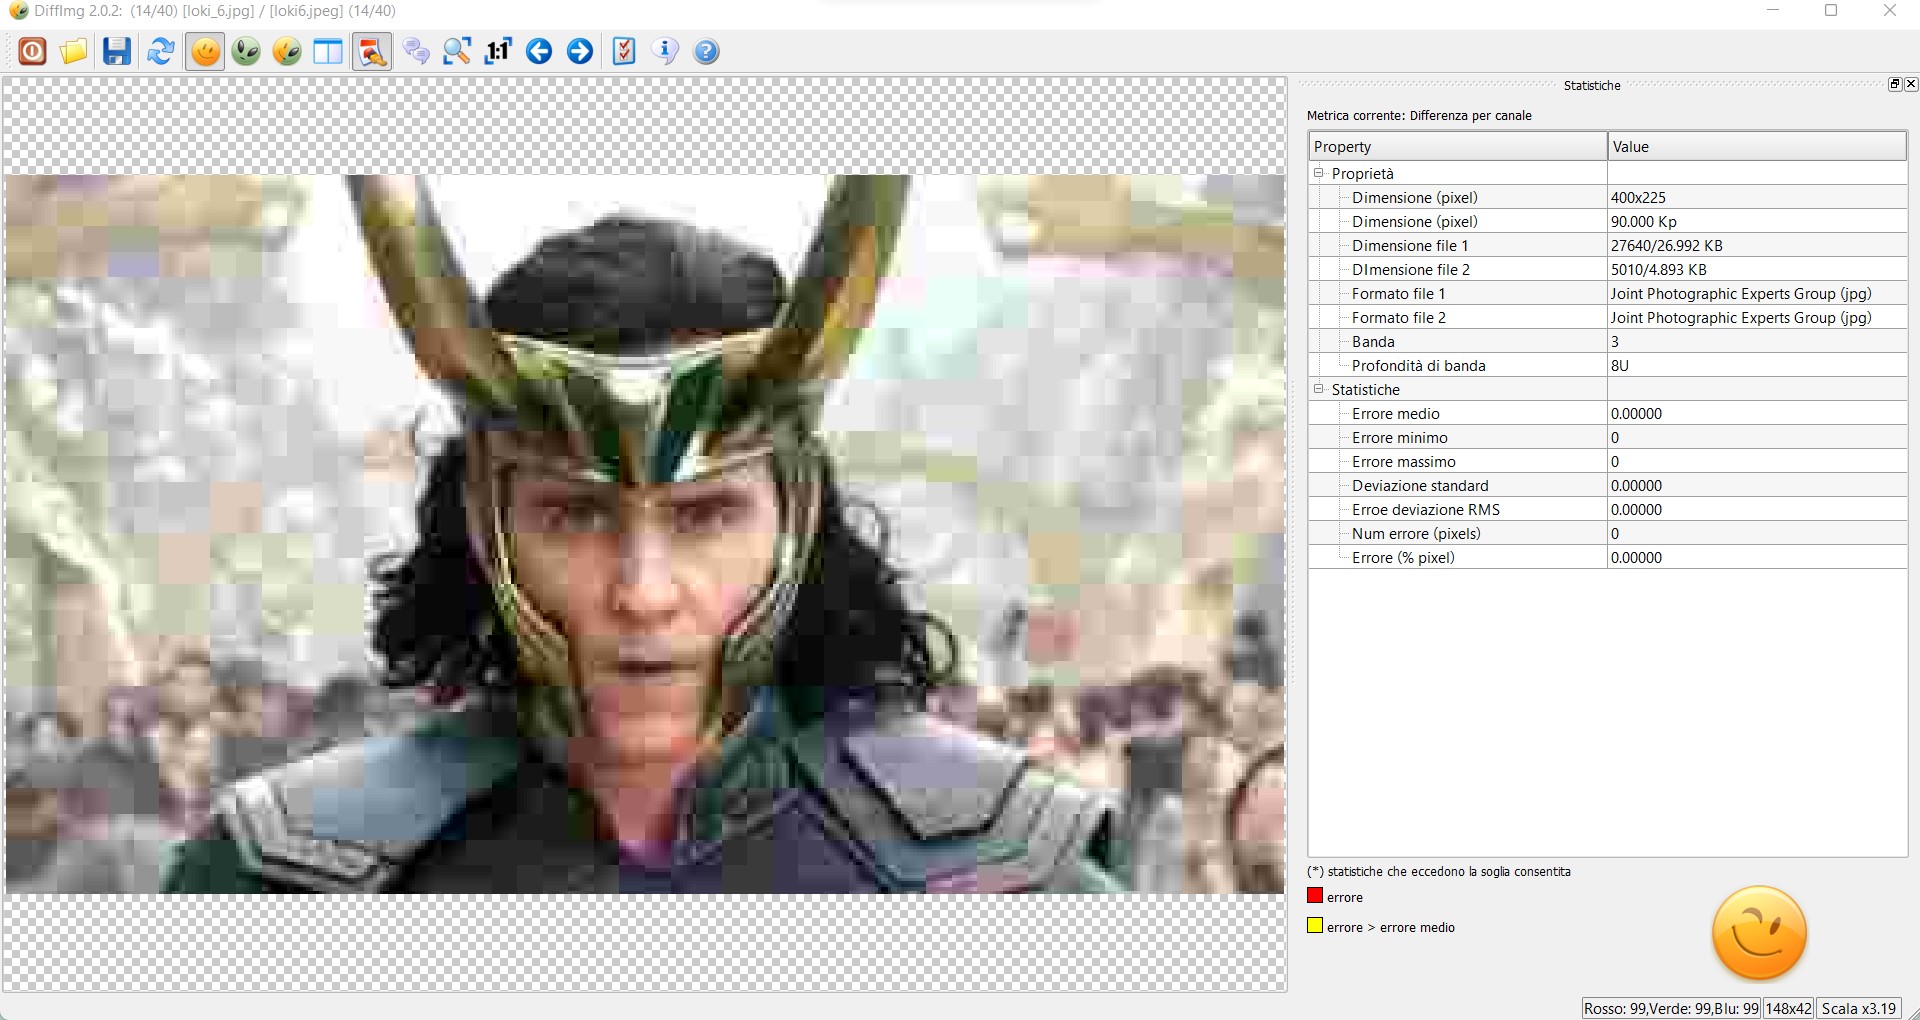 DiffImg 2.0.2: (14/40) [loki_6.jpg] / [loki6.jpeg] (14/40)
1:1
Statistiche
Metrica corrente: Differenza per canale
Property Value
Proprietà
Dimensione (pixel) 400x225
Dimensione (pixel) 90.000 Kp
Dimensione file 1 27640/26.992 KB
DImensione file 2 5010/4.893 KB
Formato file 1 Joint Photographic Experts Group (jpg)
Formato file 2 Joint Photographic Experts Group (jpg)
Banda 3
Profondità di banda 8U
Statistiche
Errore medio 0.00000
Errore minimo 0
Errore massimo 0
Deviazione standard 0.00000
Erroe deviazione RMS 0.00000
Num errore (pixels) 0
Errore (% pixel) 0.00000
(*) statistiche che eccedono la soglia consentita
errore
errore > errore medio
Rosso: 99,Verde: 99,Blu: 99 148x42 Scala x3.19